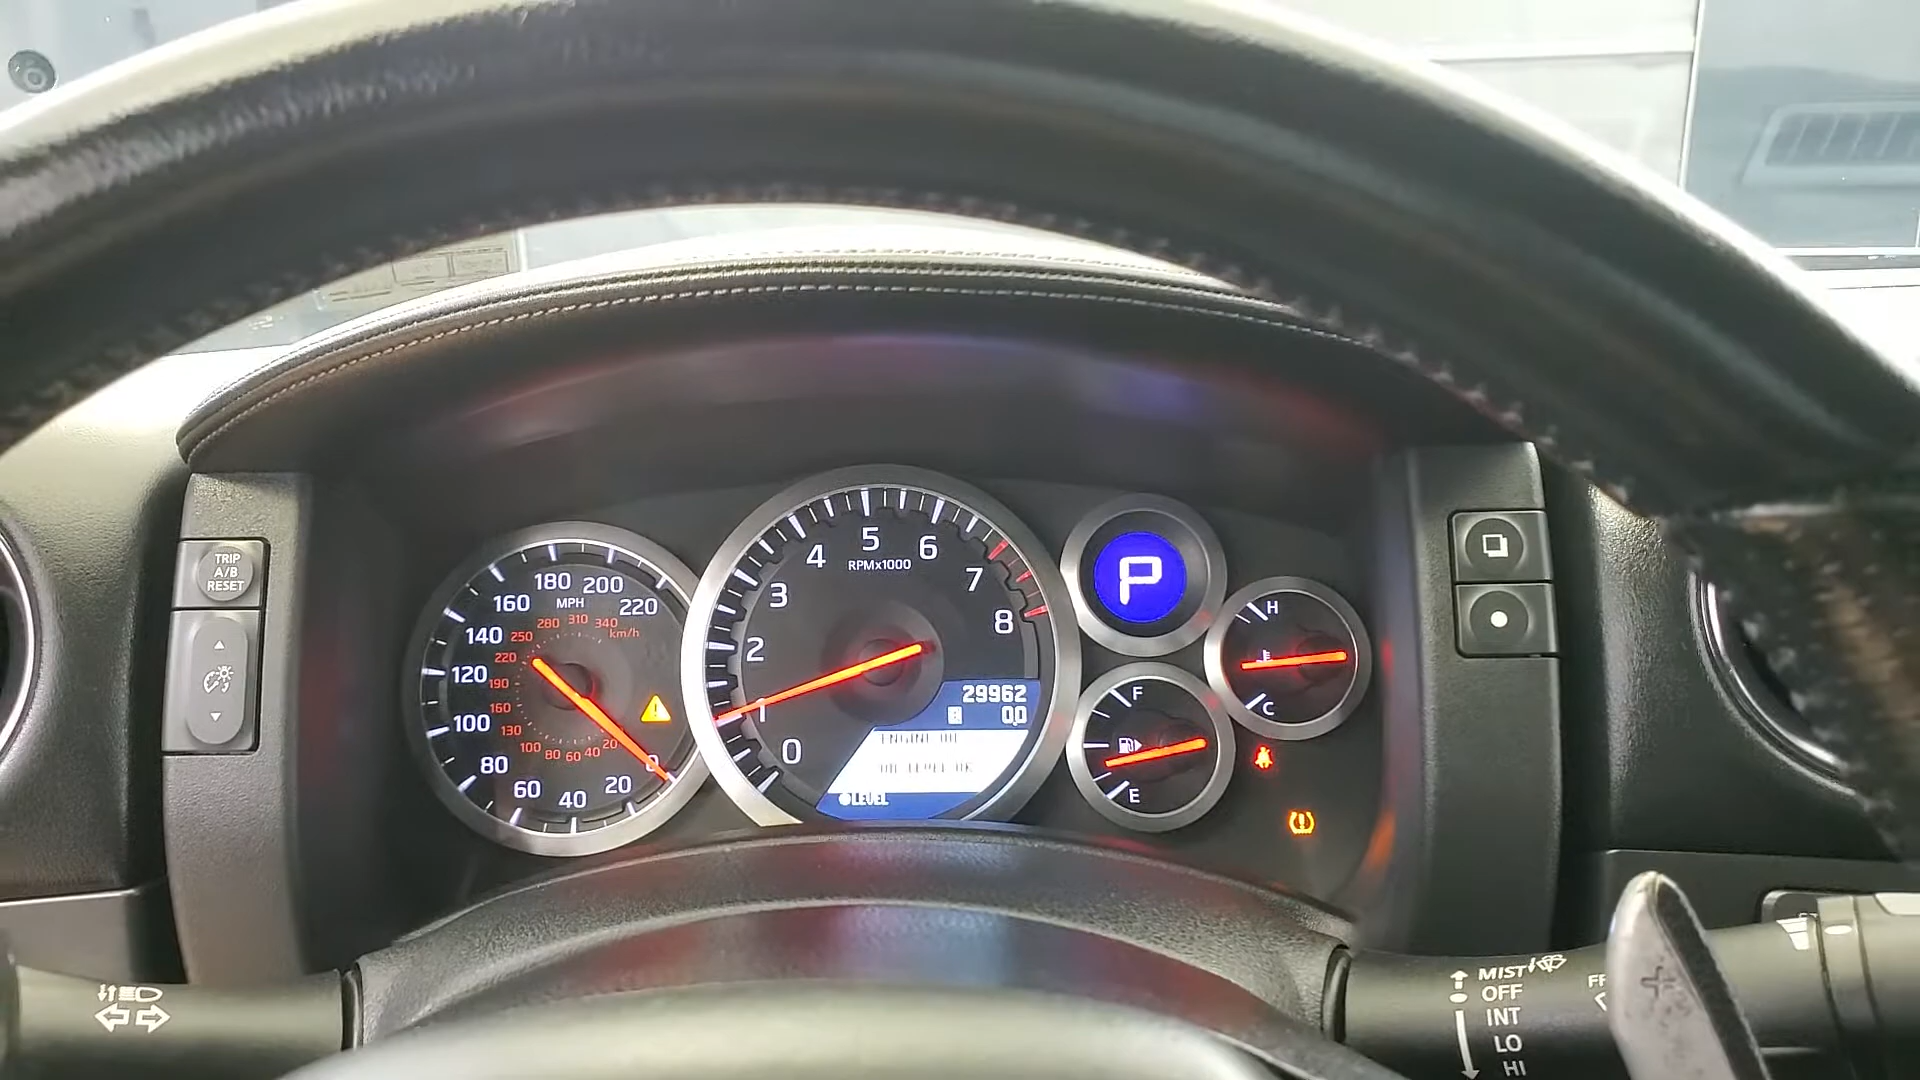 TRIP
A/B
RESET
0
20
40
60
80
100
120
140
160
180
200
220
MPH
20
40
60
80
100
130
160
190
220
250
280
310
340
km/h
0
1
2
3
4
5
6
7
8
RPMx1000
29962
0.0
LEVEL
P
H
C
F
E
MIST
OFF
INT
LO
HI